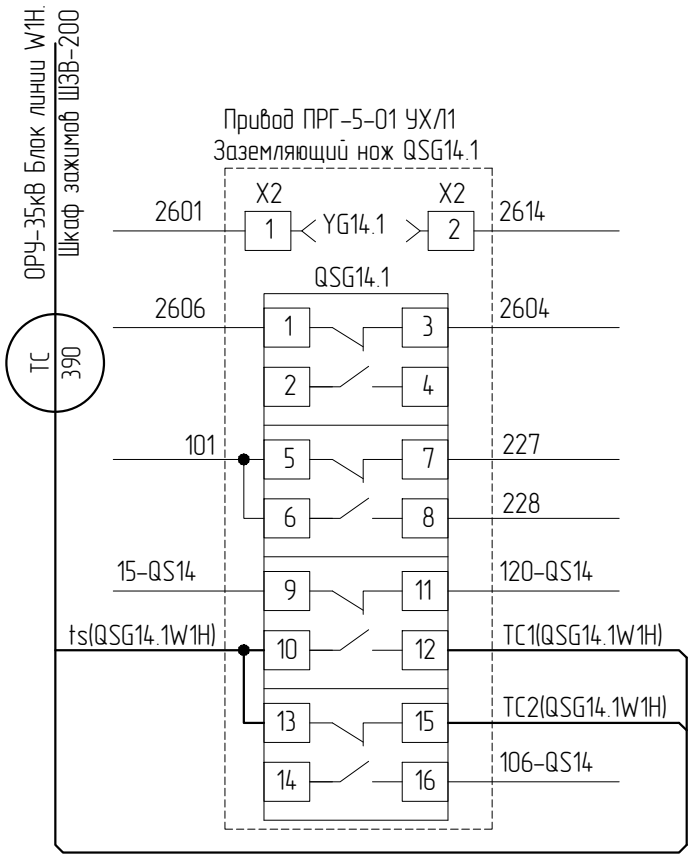 ОРУ-35кВ Блок линии W1Н.
Шкаф зажимов ШЗВ-200
Привод ПРГ-5-01 УХЛ1
Заземляющий нож QSG14.1
X2 X2
2601 1 YG14.1 2 2614
QSG14.1
2606 1 3 2604
ТС
390
2 4
101 5 7 227
6 8 228
15-QS14 9 11 120-QS14
ts(QSG14.1W1H) 10 12 TC1(QSG14.1W1H)
13 15 TC2(QSG14.1W1H)
14 16 106-QS14